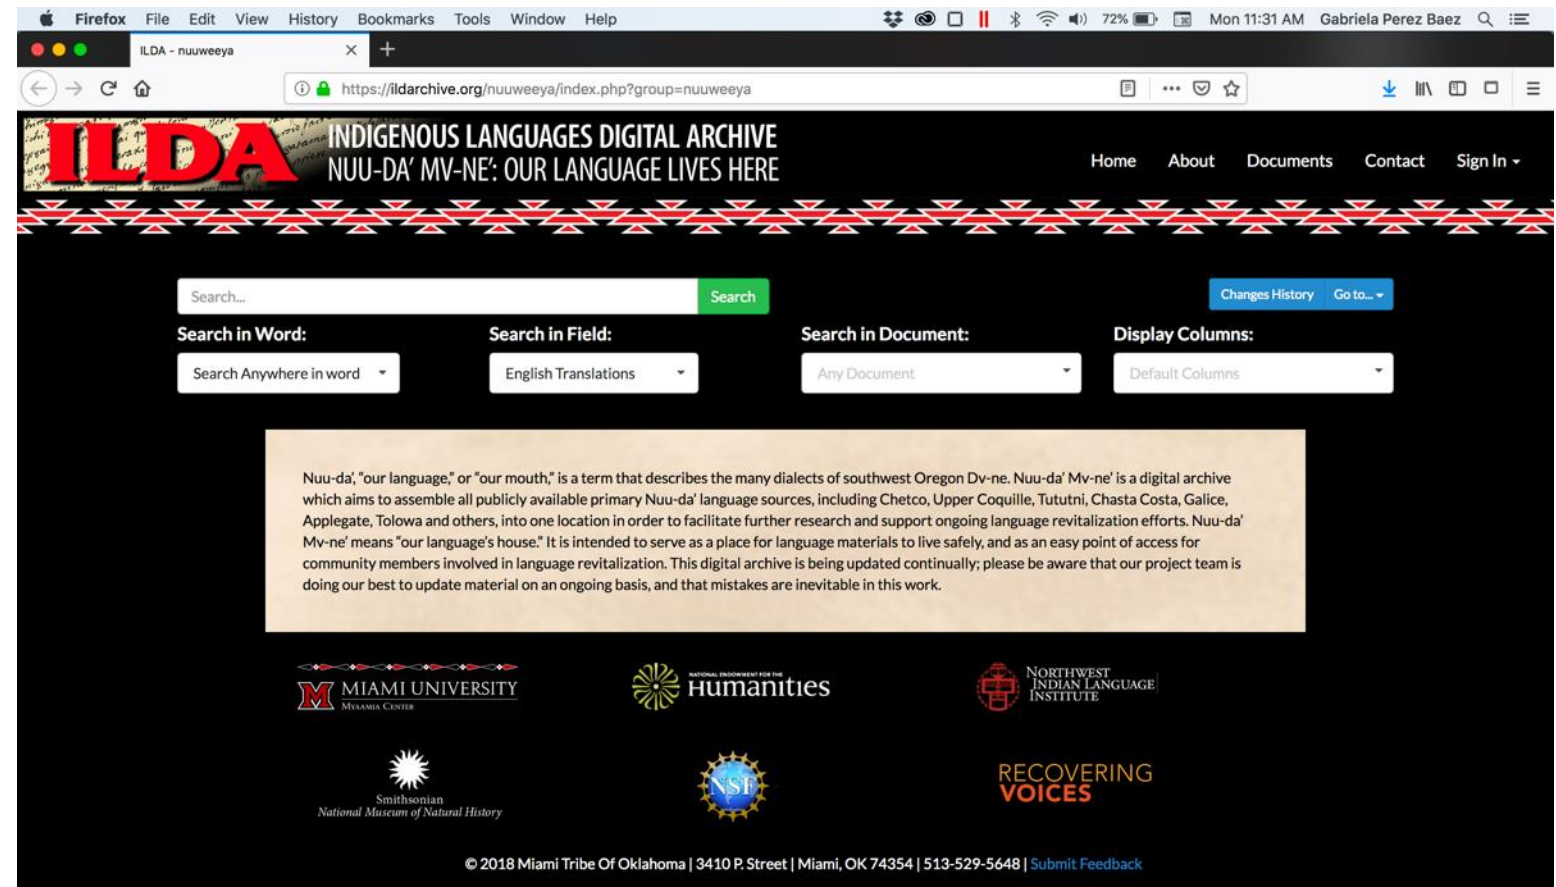 Firefox File Edit View History Bookmarks Tools Window Help 72% Mon 11:31 AM Gabriela Perez Baez
ILDA - nuuweeya
https://ildarchive.org/nuuweeya/index.php?group=nuuweeya
ILDA
INDIGENOUS LANGUAGES DIGITAL ARCHIVE
NUU-DA’ MV-NE’: OUR LANGUAGE LIVES HERE
Home About Documents Contact Sign In
Search... Search
Changes History Go to...
Search in Word: Search in Field: Search in Document: Display Columns:
Search Anywhere in word English Translations Any Document Default Columns
Nuu-da’, “our language,” or “our mouth,” is a term that describes the many dialects of southwest Oregon Dv-ne. Nuu-da’ Mv-ne’ is a digital archive
which aims to assemble all publicly available primary Nuu-da’ language sources, including Chetco, Upper Coquille, Tututni, Chasta Costa, Galice,
Applegate, Tolowa and others, into one location in order to facilitate further research and support ongoing language revitalization efforts. Nuu-da’
Mv-ne’ means “our language’s house.” It is intended to serve as a place for language materials to live safely, and as an easy point of access for
community members involved in language revitalization. This digital archive is being updated continually; please be aware that our project team is
doing our best to update material on an ongoing basis, and that mistakes are inevitable in this work.
M MIAMI UNIVERSITY
MYAAMIA CENTER
NATIONAL ENDOWMENT FOR THE
Humanities
NORTHWEST
INDIAN LANGUAGE
INSTITUTE
Smithsonian
National Museum of Natural History
NSF
RECOVERING
VOICES
© 2018 Miami Tribe Of Oklahoma | 3410 P. Street | Miami, OK 74354 | 513-529-5648 | Submit Feedback